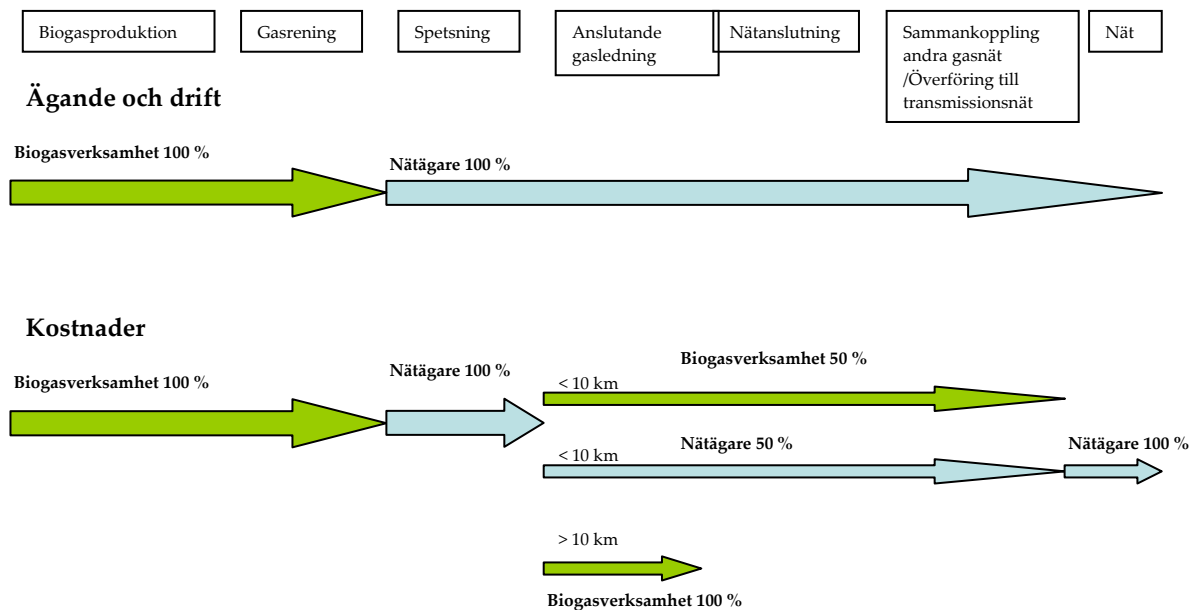 Biogasproduktion
Gasrening
Spetsning
Anslutande
gasledning
Nätanslutning
Sammankoppling
andra gasnät
/Överföring till
transmissionsnät
Nät
Ägande och drift
Biogasverksamhet 100 %
Nätägare 100 %
Kostnader
Biogasverksamhet 100 %
Nätägare 100 %
Biogasverksamhet 50 %
< 10 km
< 10 km
Nätägare 50 %
Nätägare 100 %
> 10 km
Biogasverksamhet 100 %